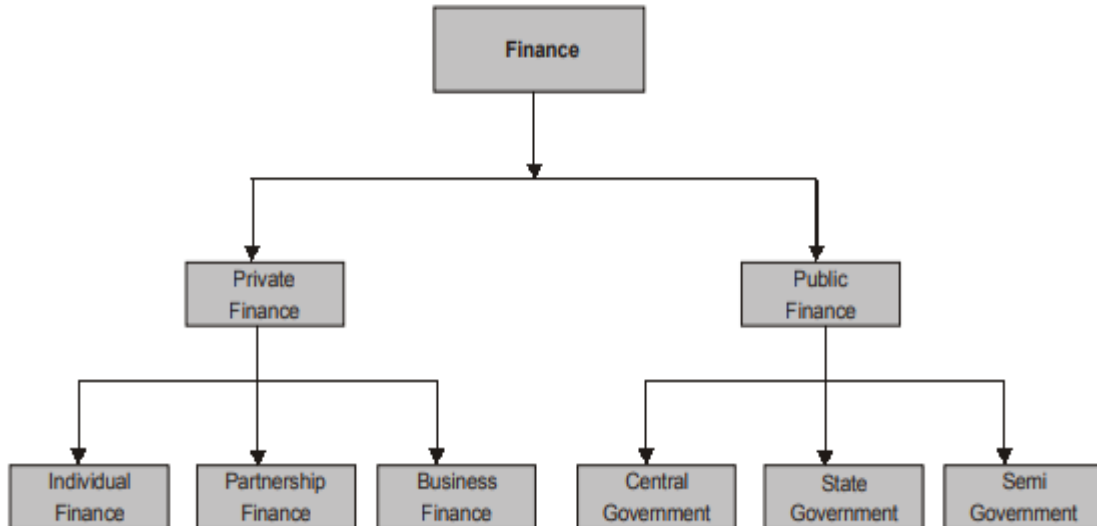 Finance
Private
Finance
Public
Finance
Individual
Finance
Partnership
Finance
Business
Finance
Central
Government
State
Government
Semi
Government